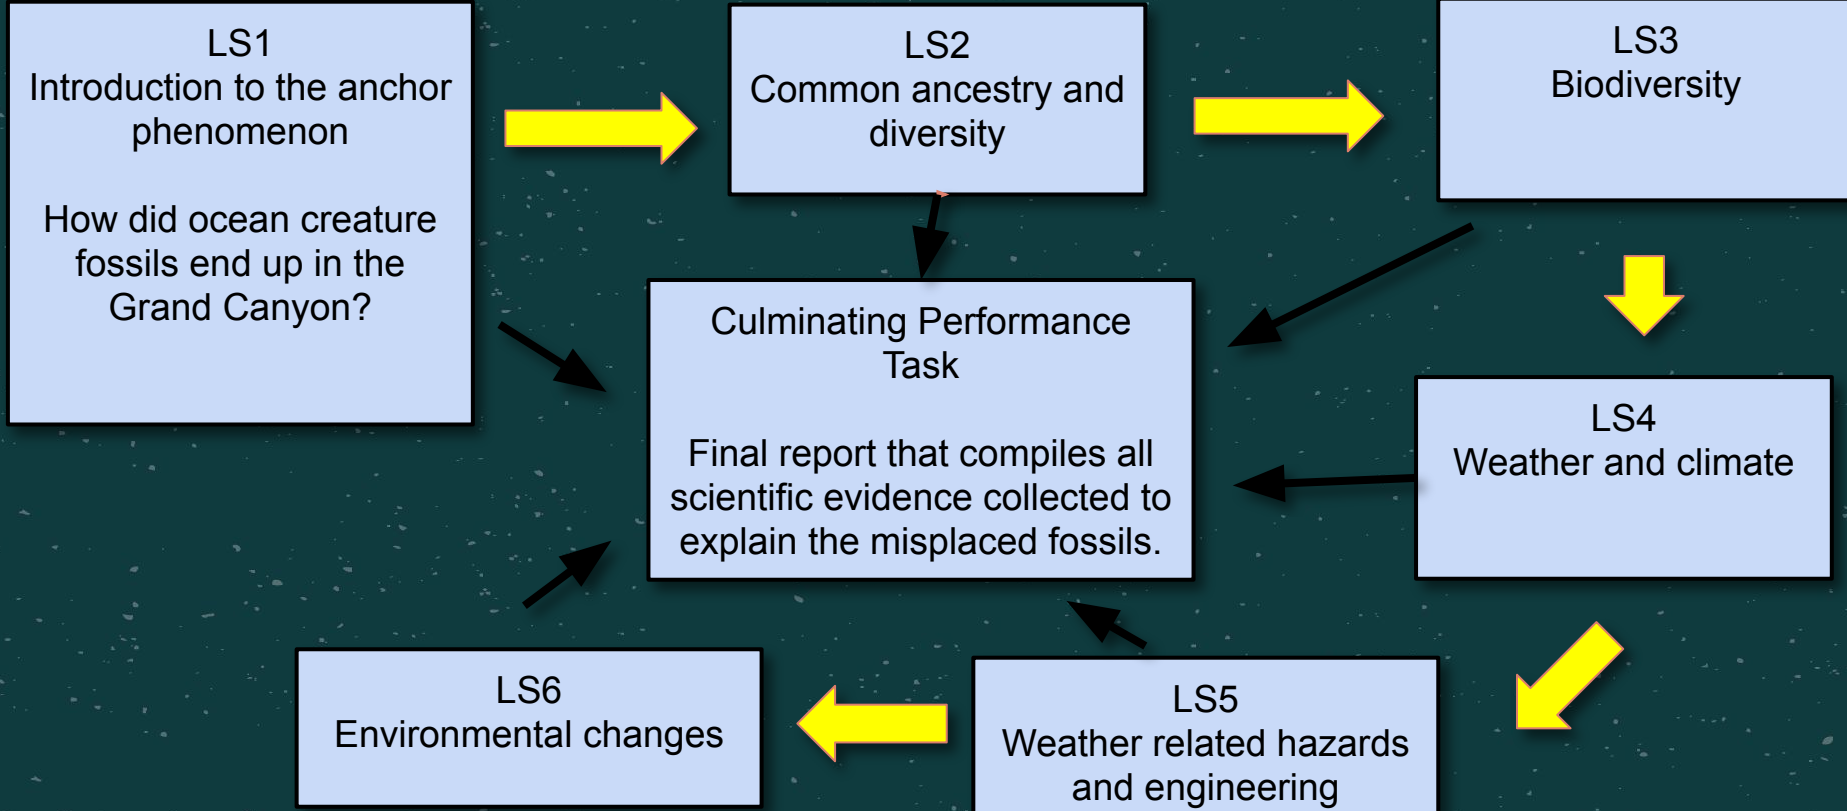 LS1
Introduction to the anchor
phenomenon
How did ocean creature
fossils end up in the
Grand Canyon?
LS2
Common ancestry and
diversity
LS3
Biodiversity
Culminating Performance
Task
Final report that compiles all
scientific evidence collected to
explain the misplaced fossils.
LS4
Weather and climate
LS5
Weather related hazards
and engineering
LS6
Environmental changes